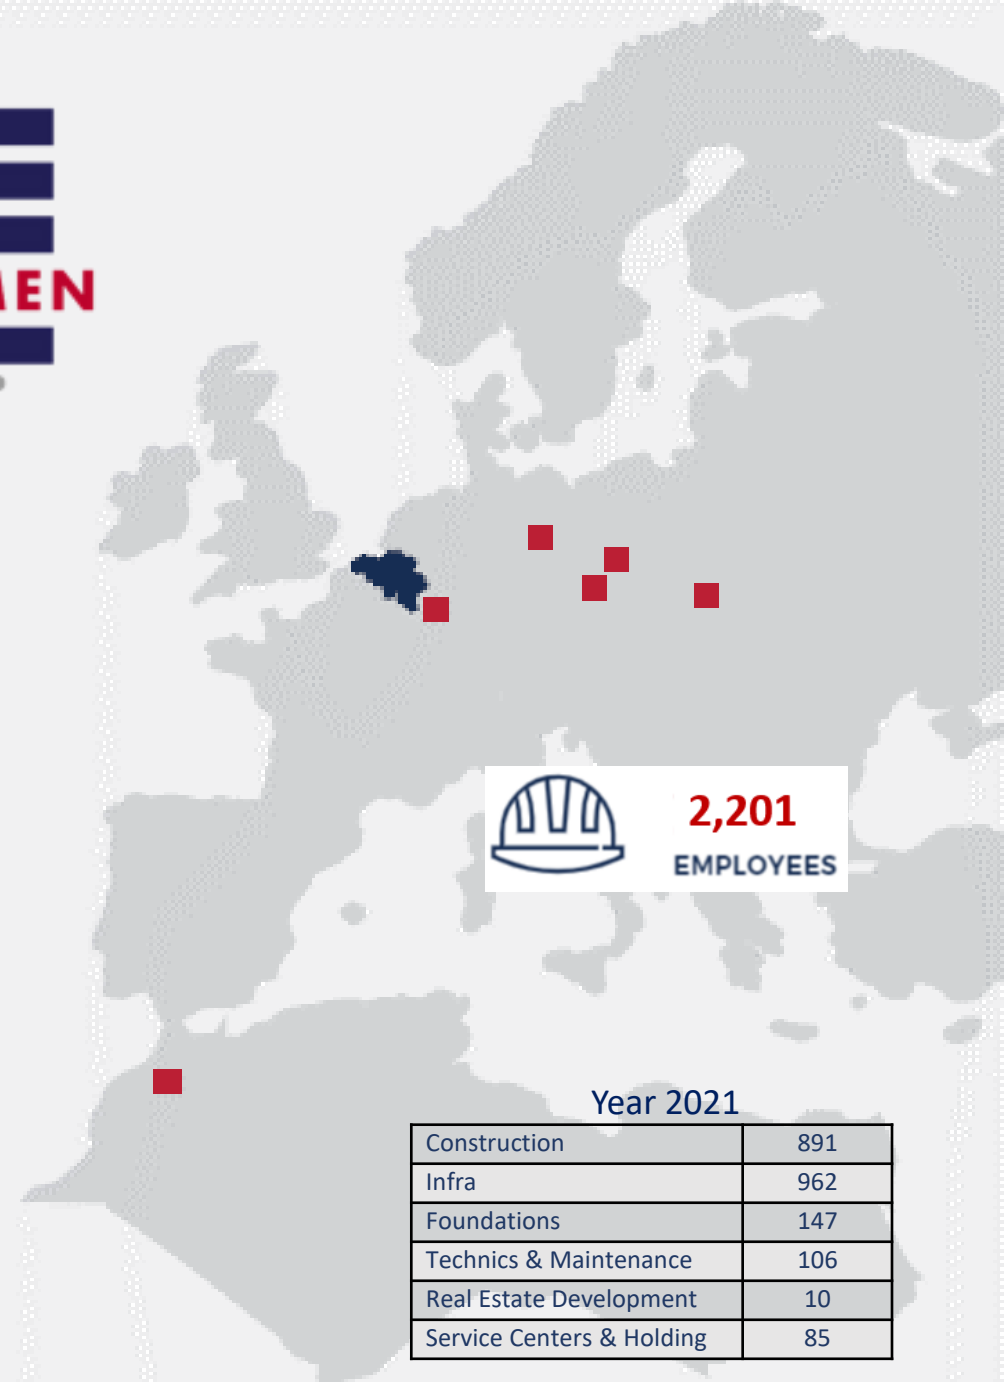 MEN
2,201
EMPLOYEES
Year 2021
Construction 891
Infra 962
Foundations 147
Technics & Maintenance 106
Real Estate Development 10
Service Centers & Holding 85